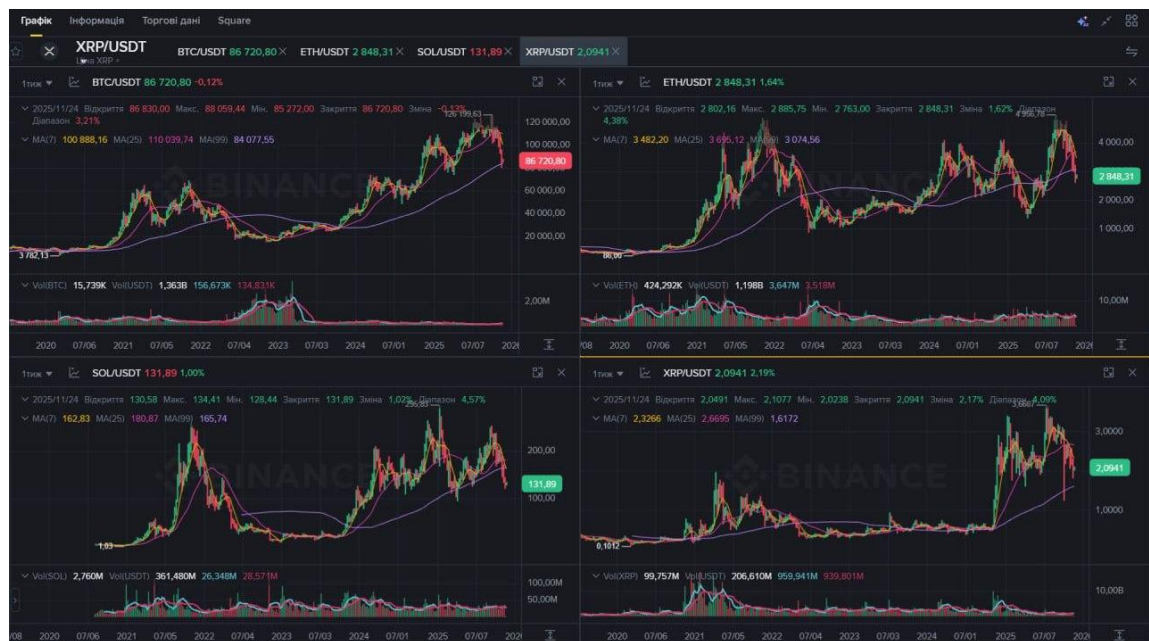 Графік Інформація Торгові дані Square
XRP/USDT
Ціна XRP
BTC/USDT 86 720,80 ETH/USDT 2 848,31 SOL/USDT 131,89 XRP/USDT 2,0941
1тиж BTC/USDT 86 720,80 -0,12%
2025/11/24 Відкриття 86 830,00 Макс. 88 059,44 Мін. 85 272,00 Закриття 86 720,80 Зміна -0,13%
Діапазон 3,21%
126 199,63
MA(7) 100 888,16 MA(25) 110 039,74 MA(99) 84 077,55
120 000,00
100 000,00
86 720,80
60 000,00
40 000,00
20 000,00
BINANCE
3 782,13
Vol(BTC) 15,739K Vol(USDT) 1,363B 156,673K 134,831K
2,00M
2020 07/06 2021 07/05 2022 07/04 2023 07/03 2024 07/01 2025 07/07 2026
1тиж ETH/USDT 2 848,31 1,64%
2025/11/24 Відкриття 2 802,16 Макс. 2 885,75 Мін. 2 763,00 Закриття 2 848,31 Зміна 1,62% Діапазон
4,38%
4 956,78
MA(7) 3 482,20 MA(25) 3 695,12 MA(99) 3 074,56
4 000,00
2 848,31
2 000,00
1 000,00
BINANCE
86,00
Vol(ETH) 424,292K Vol(USDT) 1,198B 3,647M 3,518M
10,00M
/08 2020 07/06 2021 07/05 2022 07/04 2023 07/03 2024 07/01 2025 07/07 2026
1тиж SOL/USDT 131,89 1,00%
2025/11/24 Відкриття 130,58 Макс. 134,41 Мін. 128,44 Закриття 131,89 Зміна 1,02% Діапазон 4,57%
295,83
MA(7) 162,83 MA(25) 180,87 MA(99) 165,74
200,00
131,89
100,00
BINANCE
1,03
Vol(SOL) 2,760M Vol(USDT) 361,480M 26,348M 28,571M
100,00M
50,00M
/08 2020 07/06 2021 07/05 2022 07/04 2023 07/03 2024 07/01 2025 07/07 2026
1тиж XRP/USDT 2,0941 2,19%
2025/11/24 Відкриття 2,0491 Макс. 2,1077 Мін. 2,0238 Закриття 2,0941 Зміна 2,17% Діапазон 4,09%
MA(7) 2,3266 MA(25) 2,6695 MA(99) 1,6172
3,0000
2,0941
1,0000
BINANCE
0,1012
Vol(XRP) 99,757M Vol(USDT) 206,610M 959,941M 939,801M
10,00B
2020 07/06 2021 07/05 2022 07/04 2023 07/03 2024 07/01 2025 07/07 2026